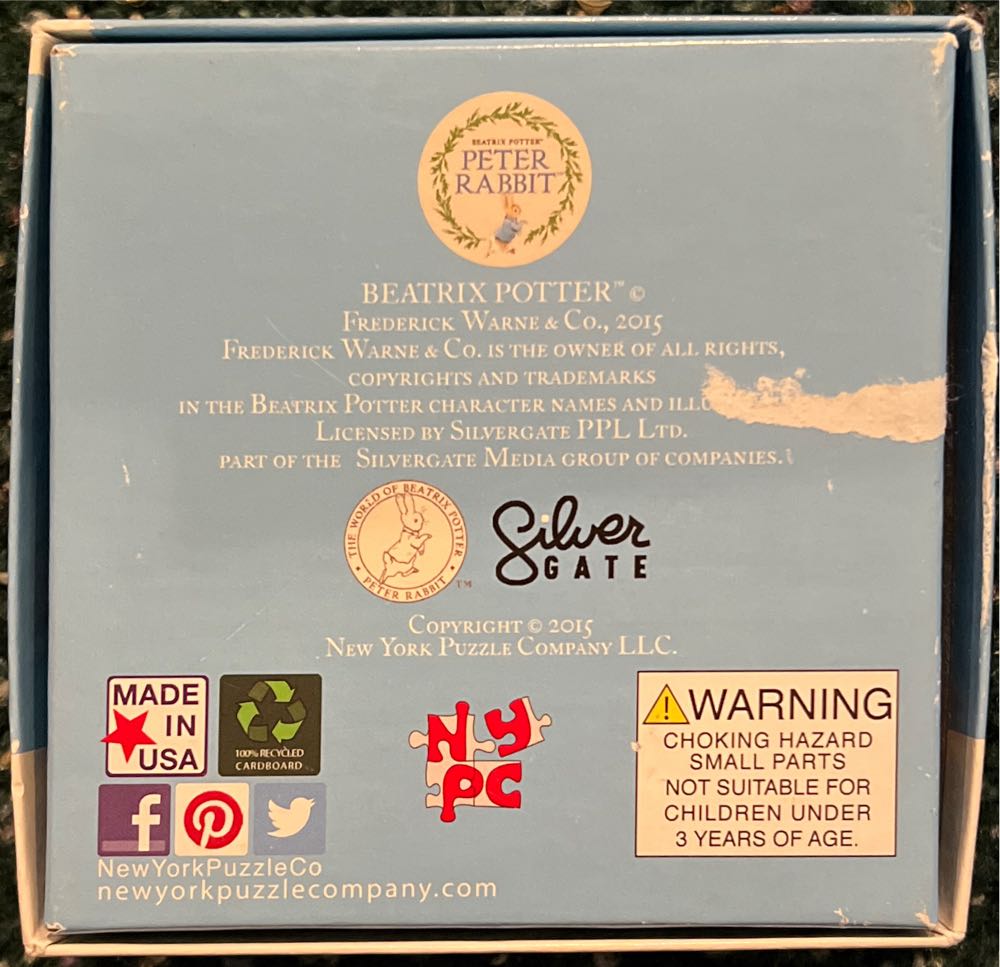 BEATRIX POTTER™
PETER
RABBIT™
BEATRIX POTTER™ ©
FREDERICK WARNE & CO., 2015
FREDERICK WARNE & CO. IS THE OWNER OF ALL RIGHTS,
COPYRIGHTS AND TRADEMARKS
IN THE BEATRIX POTTER CHARACTER NAMES AND
LICENSED BY SILVERGATE PPL LTD.
PART OF THE SILVERGATE MEDIA GROUP OF COMPANIES.
THE WORLD OF BEATRIX POTTER
• PETER RABBIT • ™
Silver
GATE
COPYRIGHT © 2015
NEW YORK PUZZLE COMPANY LLC.
MADE
IN
USA
100% RECYCLED
CARDBOARD
NY
PC
⚠WARNING
CHOKING HAZARD
SMALL PARTS
NOT SUITABLE FOR
CHILDREN UNDER
3 YEARS OF AGE.
NewYorkPuzzleCo
newyorkpuzzlecompany.com